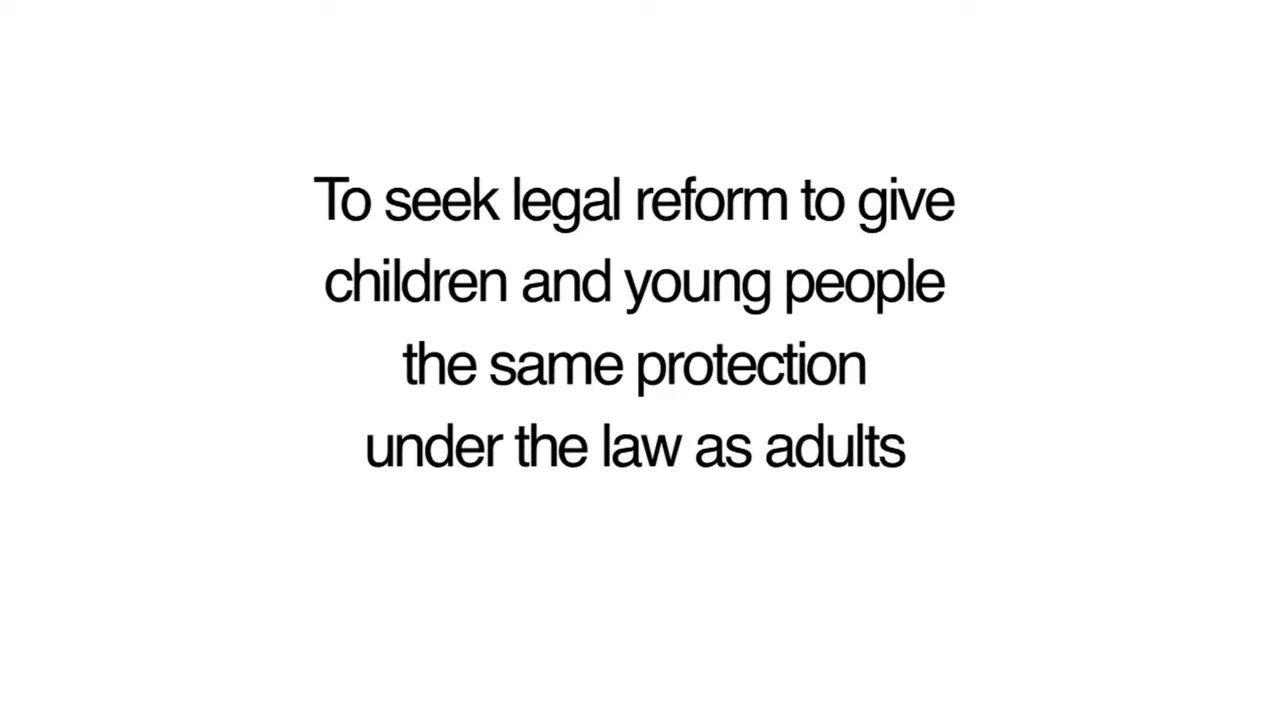 To seek legal reform to give
children and young people
the same protection
under the law as adults